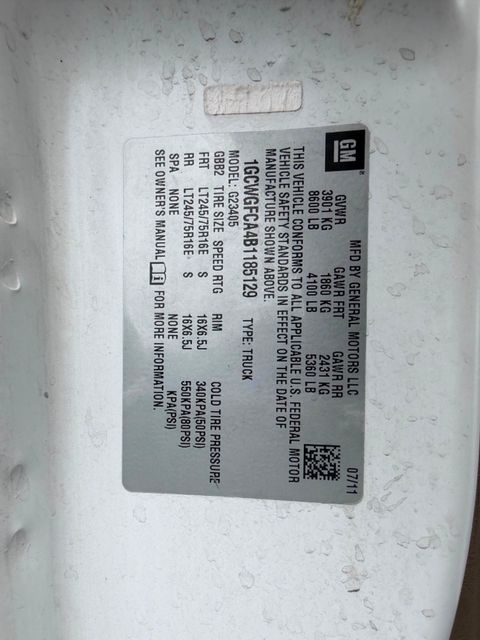 GM
MFD BY GENERAL MOTORS LLC 07/11
GVWR GAWR FRT GAWR RR
3901 KG 1860 KG 2431 KG
8600 LB 4100 LB 5360 LB
THIS VEHICLE CONFORMS TO ALL APPLICABLE U.S. FEDERAL MOTOR
VEHICLE SAFETY STANDARDS IN EFFECT ON THE DATE OF
MANUFACTURE SHOWN ABOVE.
1GCWGFCA4B1185129 TYPE: TRUCK
MODEL: G23405
GBB2 TIRE SIZE SPEED RTG RIM COLD TIRE PRESSURE
FRT LT245/75R16E S 16X6.5J 340KPA(50PSI)
RR LT245/75R16E S 16X6.5J 550KPA(80PSI)
SPA NONE NONE KPA(PSI)
SEE OWNER'S MANUAL FOR MORE INFORMATION.